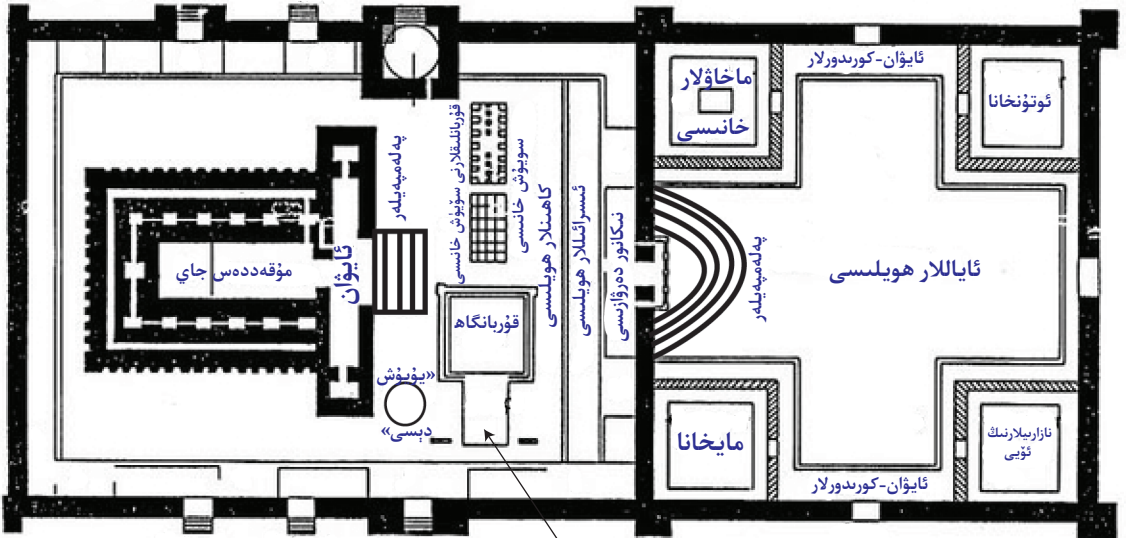 ئايۋان-كورىدورلار
ئوتۇنخانا
ماخاۋلار
خانىسى
ئاياللار ھويلىسى
پەلەمپەيلەر
نازارىيلارنىڭ
ئۆيى
مايخانا
ئايۋان-كورىدورلار
نىكانور دەرۋازىسى
ئىسرائىللار ھويلىسى
كاھىنلار ھويلىسى
قۇربانلىقلارنى سويۇش خانىسى
سويۇش خانىسى
قۇربانگاھ
پەلەمپەيلەر
ئايۋان
مۇقەددەس جاي
«يۇيۇش
دېسى»